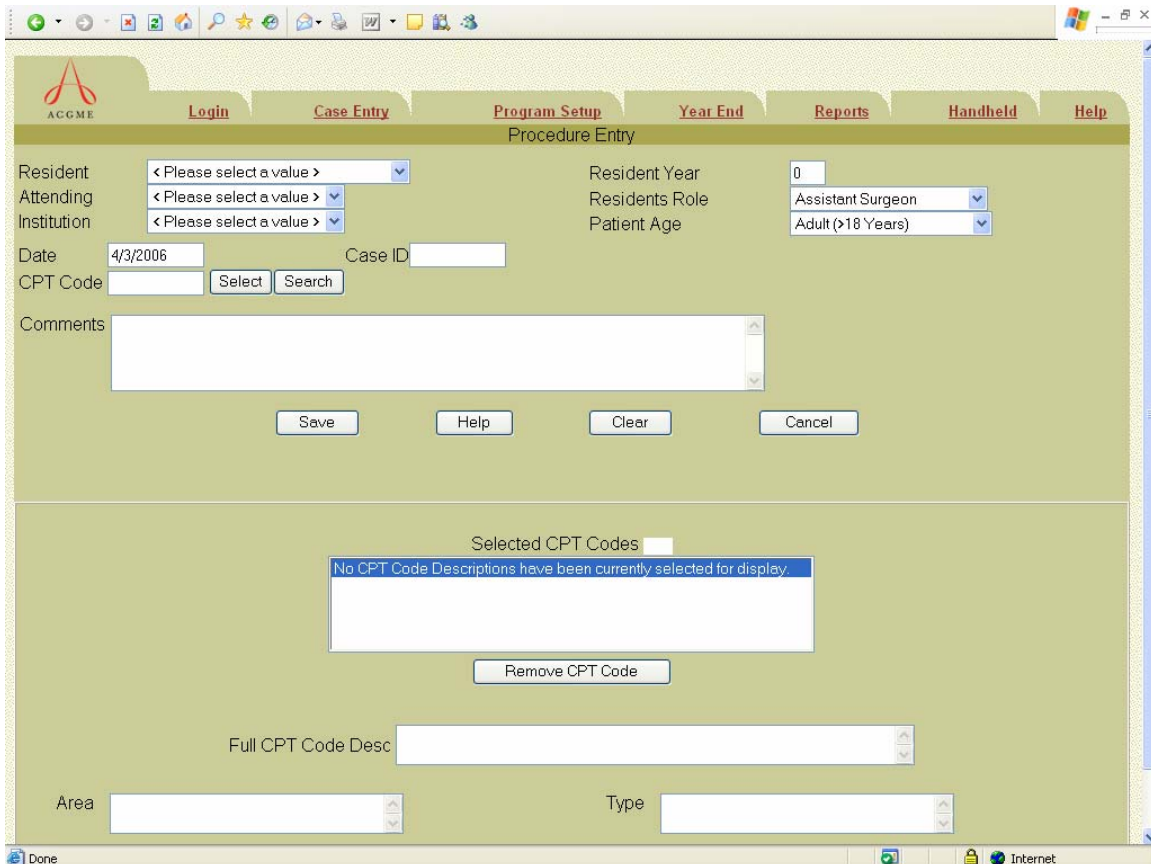 ACGME
Login Case Entry Program Setup Year End Reports Handheld Help
Procedure Entry
Resident < Please select a value > Resident Year 0
Attending < Please select a value > Residents Role Assistant Surgeon
Institution < Please select a value > Patient Age Adult (>18 Years)
Date 4/3/2006 Case ID
CPT Code Select Search
Comments
Save Help Clear Cancel
Selected CPT Codes
No CPT Code Descriptions have been currently selected for display.
Remove CPT Code
Full CPT Code Desc
Area Type
Done Internet